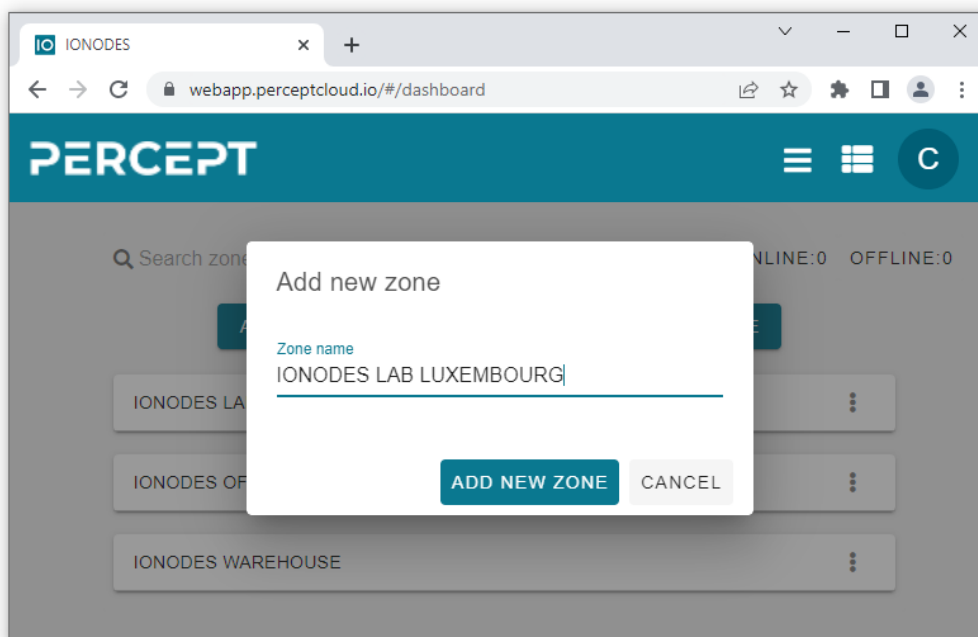 IO IONODES
webapp.perceptcloud.io/#/dashboard
PERCEPT
C
Search zone
NLINE:0 OFFLINE:0
Add new zone
Zone name
IONODES LAB LUXEMBOURG
ADD NEW ZONE CANCEL
IONODES LA
IONODES OF
IONODES WAREHOUSE